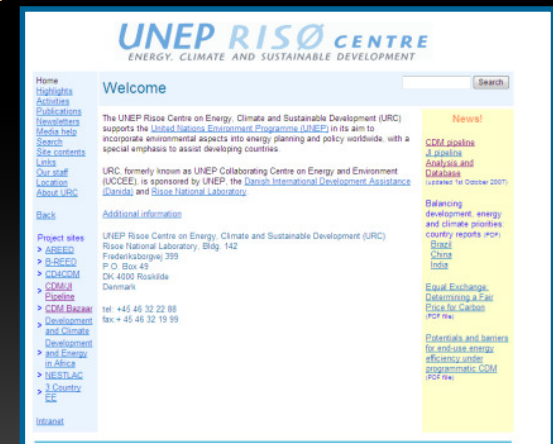 UNEP RISØ CENTRE
ENERGY, CLIMATE AND SUSTAINABLE DEVELOPMENT
Home
Highlights
Activities
Publications
Newsletters
Media help
Search
Site contents
Links
Our staff
Location
About URC
Back
Project sites
> AREED
> B-REED
> CD4CDM
> CDM/JI
Pipeline
> CDM Bazaar
> Development
and Climate
Development
> and Energy
in Africa
> NESTLAC
> 3 Country
EE
Intranet
Welcome
Search
The UNEP Risoe Centre on Energy, Climate and Sustainable Development (URC)
supports the United Nations Environment Programme (UNEP) in its aim to
incorporate environmental aspects into energy planning and policy worldwide, with a
special emphasis to assist developing countries.
URC, formerly known as UNEP Collaborating Centre on Energy and Environment
(UCCEE), is sponsored by UNEP, the Danish International Development Assistance
(Danida) and Risoe National Laboratory.
Additional information
UNEP Risoe Centre on Energy, Climate and Sustainable Development (URC)
Risoe National Laboratory, Bldg. 142
Frederiksborgvej 399
P.O. Box 49
DK 4000 Roskilde
Denmark
tel: +45 46 32 22 88
fax:+ 45 46 32 19 99
News!
CDM pipeline
JI pipeline
Analysis and
Database
(updated 1st October 2007)
Balancing
development, energy
and climate priorities
country reports (PDF)
Brazil
China
India
Equal Exchange:
Determining a Fair
Price for Carbon
(PDF file)
Potentials and barriers
for end-use energy
efficiency under
programmatic CDM
(PDF file)